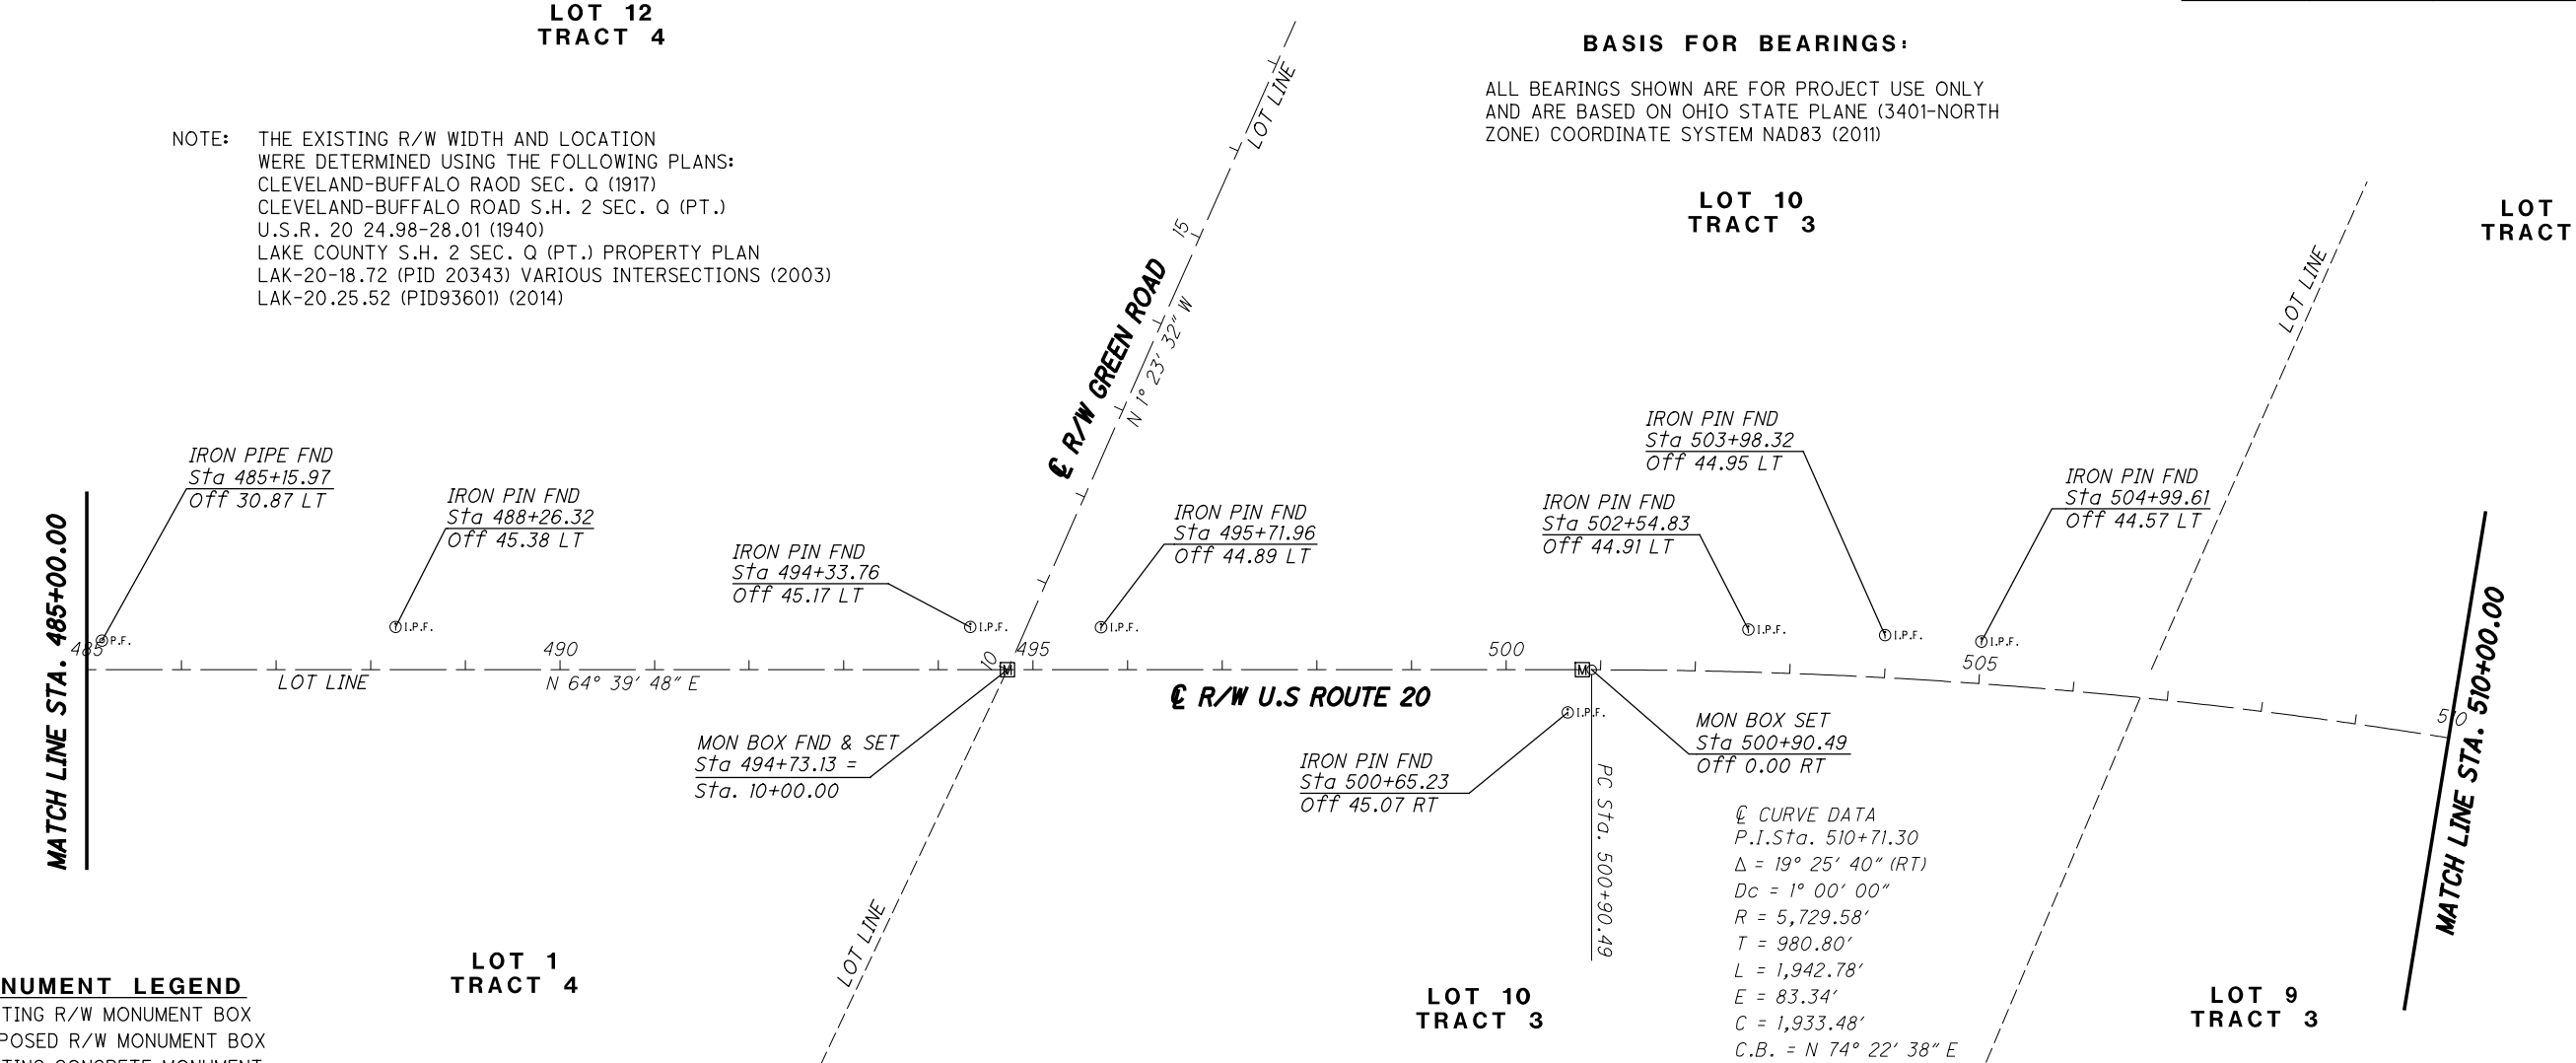 LOT 12
TRACT 4
BASIS FOR BEARINGS:
ALL BEARINGS SHOWN ARE FOR PROJECT USE ONLY
AND ARE BASED ON OHIO STATE PLANE (3401-NORTH
ZONE) COORDINATE SYSTEM NAD83 (2011)
NOTE: THE EXISTING R/W WIDTH AND LOCATION
WERE DETERMINED USING THE FOLLOWING PLANS:
CLEVELAND-BUFFALO RAOD SEC. Q (1917)
CLEVELAND-BUFFALO ROAD S.H. 2 SEC. Q (PT.)
U.S.R. 20 24.98-28.01 (1940)
LAKE COUNTY S.H. 2 SEC. Q (PT.) PROPERTY PLAN
LAK-20-18.72 (PID 20343) VARIOUS INTERSECTIONS (2003)
LAK-20.25.52 (PID93601) (2014)
LOT LINE
15
℄ R/W GREEN ROAD
N 1° 23' 32" W
LOT 10
TRACT 3
LOT
TRACT
LOT LINE
MATCH LINE STA. 485+00.00
IRON PIPE FND
Sta 485+15.97
Off 30.87 LT
IRON PIN FND
Sta 488+26.32
Off 45.38 LT
IRON PIN FND
Sta 494+33.76
Off 45.17 LT
IRON PIN FND
Sta 495+71.96
Off 44.89 LT
IRON PIN FND
Sta 502+54.83
Off 44.91 LT
IRON PIN FND
Sta 503+98.32
Off 44.95 LT
IRON PIN FND
Sta 504+99.61
Off 44.57 LT
P.F.
I.P.F.
I.P.F.
I.P.F.
I.P.F.
I.P.F.
I.P.F.
485
490
10
495
500
505
510
M
M
LOT LINE
N 64° 39' 48" E
℄ R/W U.S ROUTE 20
I.P.F.
MON BOX FND & SET
Sta 494+73.13 =
Sta. 10+00.00
IRON PIN FND
Sta 500+65.23
Off 45.07 RT
MON BOX SET
Sta 500+90.49
Off 0.00 RT
PC Sta. 500+90.49
℄ CURVE DATA
P.I.Sta. 510+71.30
Δ = 19° 25' 40" (RT)
Dc = 1° 00' 00"
R = 5,729.58'
T = 980.80'
L = 1,942.78'
E = 83.34'
C = 1,933.48'
C.B. = N 74° 22' 38" E
MATCH LINE STA. 510+00.00
LOT LINE
LOT 1
TRACT 4
LOT 10
TRACT 3
LOT 9
TRACT 3
NUMENT LEGEND
TING R/W MONUMENT BOX
POSED R/W MONUMENT BOX
TING CONCRETE MONUMENT